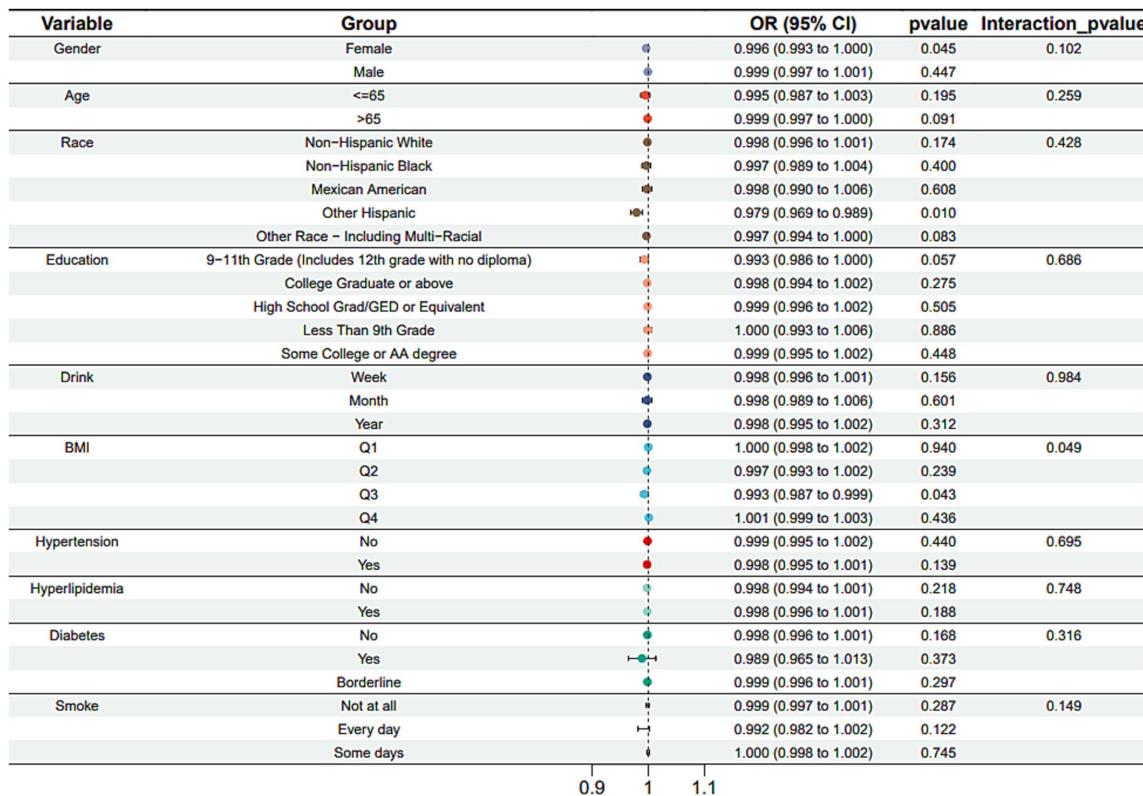 Variable Group OR (95% CI) pvalue Interaction_pvalue
Gender Female 0.996 (0.993 to 1.000) 0.045 0.102
Male 0.999 (0.997 to 1.001) 0.447
Age <=65 0.995 (0.987 to 1.003) 0.195 0.259
>65 0.999 (0.997 to 1.000) 0.091
Race Non−Hispanic White 0.998 (0.996 to 1.001) 0.174 0.428
Non−Hispanic Black 0.997 (0.989 to 1.004) 0.400
Mexican American 0.998 (0.990 to 1.006) 0.608
Other Hispanic 0.979 (0.969 to 0.989) 0.010
Other Race − Including Multi−Racial 0.997 (0.994 to 1.000) 0.083
Education 9−11th Grade (Includes 12th grade with no diploma) 0.993 (0.986 to 1.000) 0.057 0.686
College Graduate or above 0.998 (0.994 to 1.002) 0.275
High School Grad/GED or Equivalent 0.999 (0.996 to 1.002) 0.505
Less Than 9th Grade 1.000 (0.993 to 1.006) 0.886
Some College or AA degree 0.999 (0.995 to 1.002) 0.448
Drink Week 0.998 (0.996 to 1.001) 0.156 0.984
Month 0.998 (0.989 to 1.006) 0.601
Year 0.998 (0.995 to 1.002) 0.312
BMI Q1 1.000 (0.998 to 1.002) 0.940 0.049
Q2 0.997 (0.993 to 1.002) 0.239
Q3 0.993 (0.987 to 0.999) 0.043
Q4 1.001 (0.999 to 1.003) 0.436
Hypertension No 0.999 (0.995 to 1.002) 0.440 0.695
Yes 0.998 (0.995 to 1.001) 0.139
Hyperlipidemia No 0.998 (0.994 to 1.001) 0.218 0.748
Yes 0.998 (0.996 to 1.001) 0.188
Diabetes No 0.998 (0.996 to 1.001) 0.168 0.316
Yes 0.989 (0.965 to 1.013) 0.373
Borderline 0.999 (0.996 to 1.001) 0.297
Smoke Not at all 0.999 (0.997 to 1.001) 0.287 0.149
Every day 0.992 (0.982 to 1.002) 0.122
Some days 1.000 (0.998 to 1.002) 0.745
0.9 1 1.1